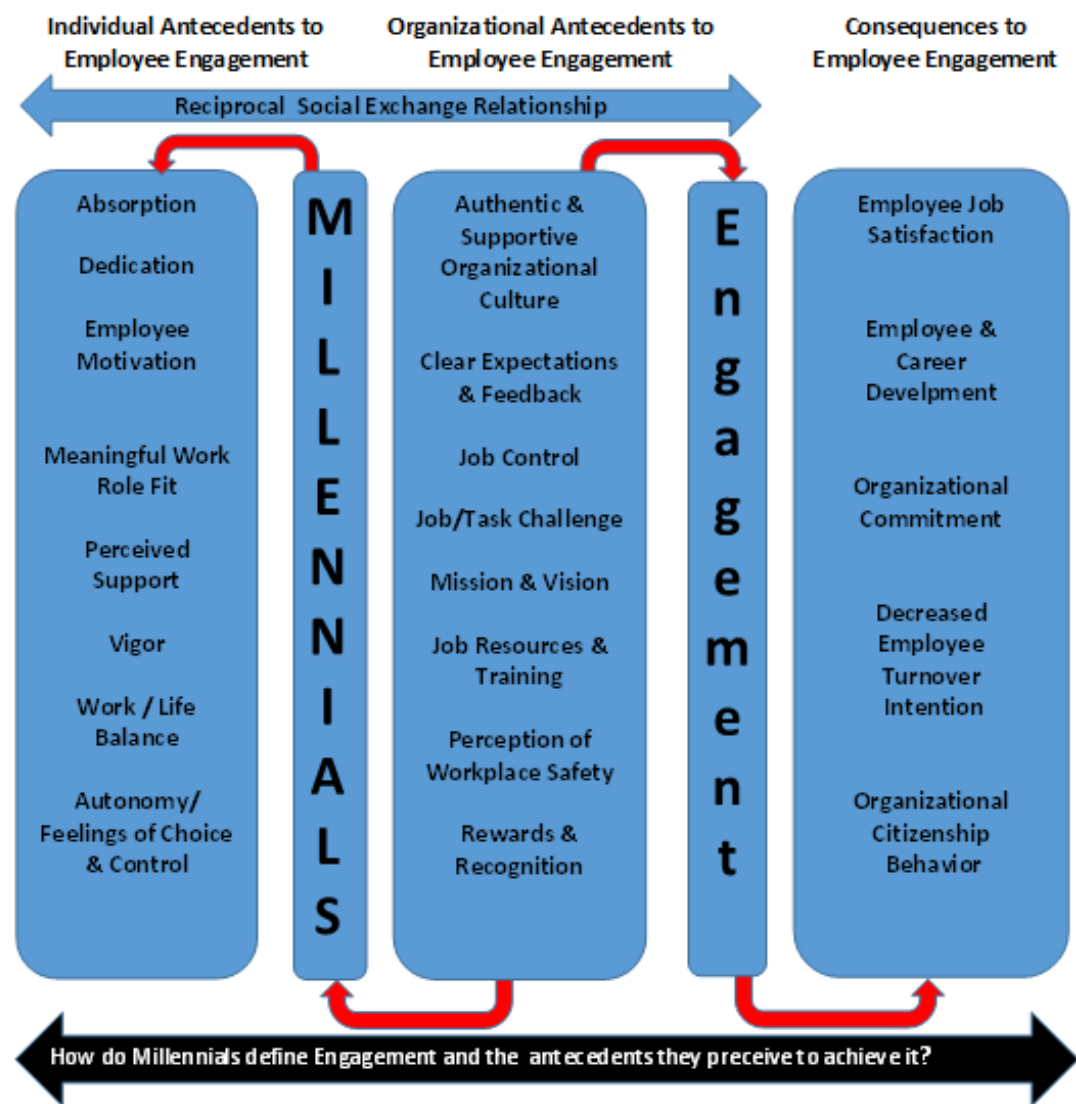 Individual Antecedents to
Employee Engagement
Organizational Antecedents to
Employee Engagement
Consequences to
Employee Engagement
Reciprocal Social Exchange Relationship
Absorption
Dedication
Employee
Motivation
Meaningful Work
Role Fit
Perceived
Support
Vigor
Work / Life
Balance
Autonomy/
Feelings of Choice
& Control
MILLENNIALS
Authentic &
Supportive
Organizational
Culture
Clear Expectations
& Feedback
Job Control
Job/Task Challenge
Mission & Vision
Job Resources &
Training
Perception of
Workplace Safety
Rewards &
Recognition
Engagement
Employee Job
Satisfaction
Employee &
Career
Develpment
Organizational
Commitment
Decreased
Employee
Turnover
Intention
Organizational
Citizenship
Behavior
How do Millennials define Engagement and the antecedents they preceive to achieve it?